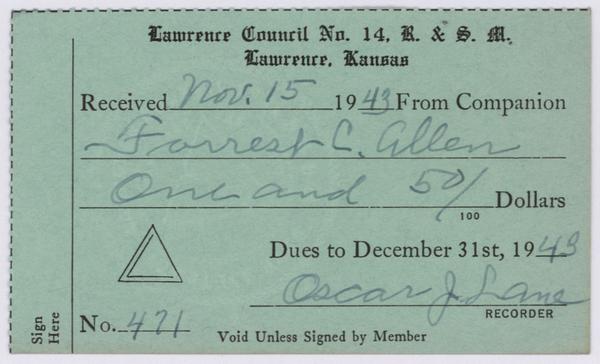 Lawrence Council No. 14, R. & S. M.
Lawrence, Kansas
Received Nov. 15 1943 From Companion
Forrest C. Allen
One and 50/100 Dollars
Dues to December 31st, 1943
Oscar J. Lane
RECORDER
No. 471
Void Unless Signed by Member
Sign Here